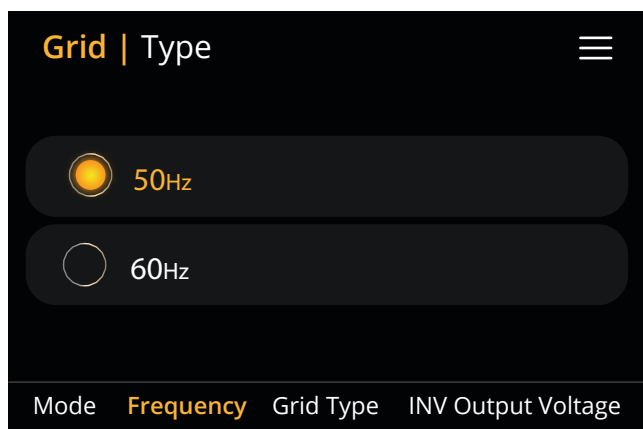 Grid | Type
50Hz
60Hz
Mode Frequency Grid Type INV Output Voltage